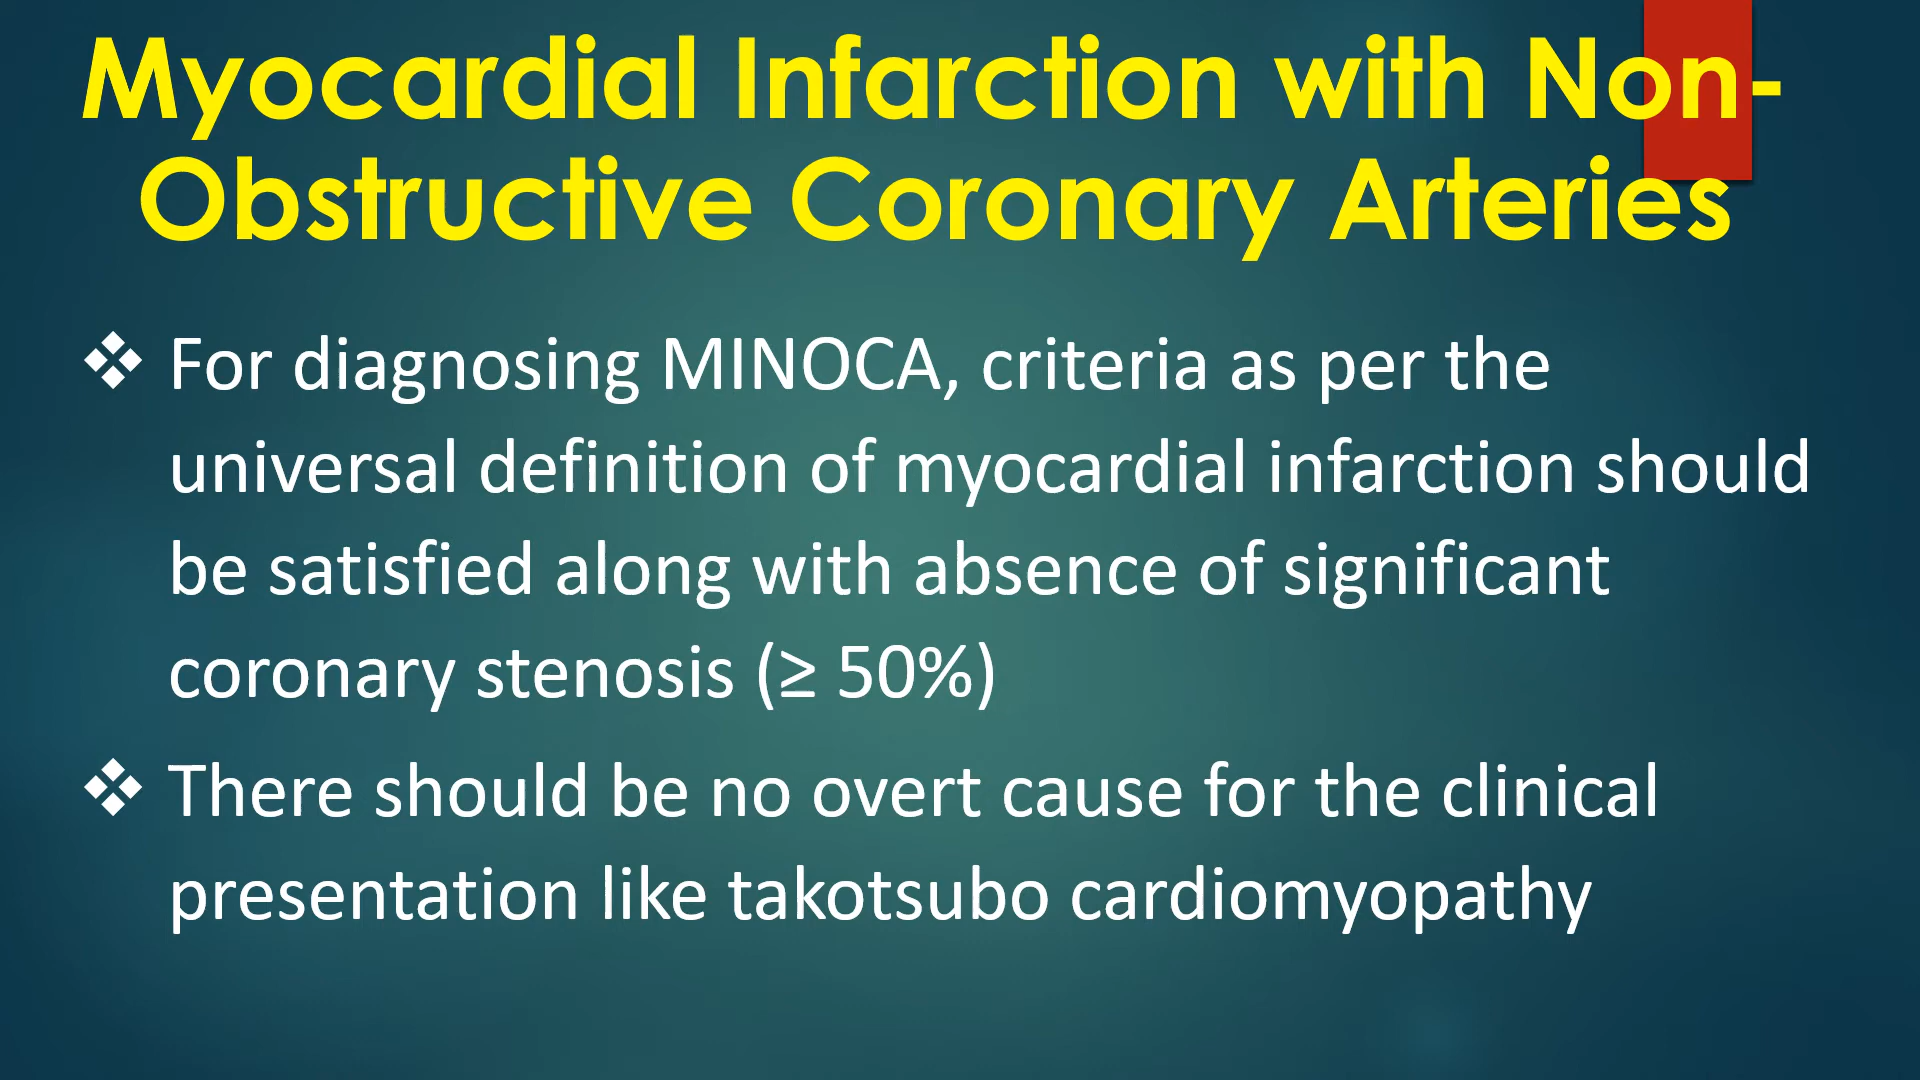 Myocardial Infarction with Non-
Obstructive Coronary Arteries
❖ For diagnosing MINOCA, criteria as per the
universal definition of myocardial infarction should
be satisfied along with absence of significant
coronary stenosis (≥ 50%)
❖ There should be no overt cause for the clinical
presentation like takotsubo cardiomyopathy